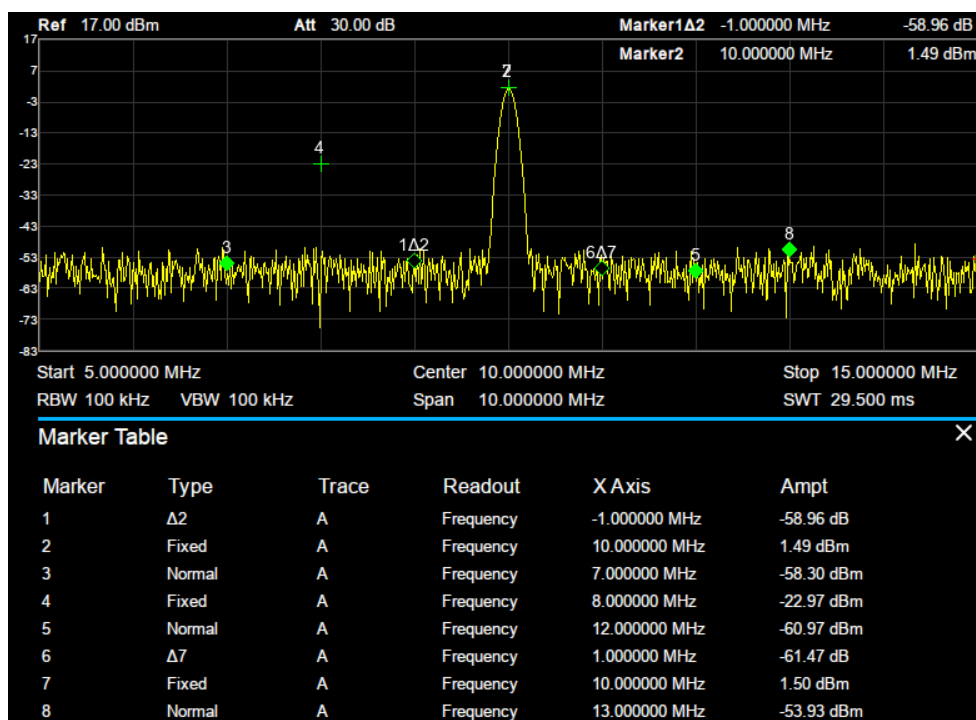 Ref 17.00 dBm Att 30.00 dB Marker1Δ2 -1.000000 MHz -58.96 dB
17
Marker2 10.000000 MHz 1.49 dBm
7
-3
-13
4
-23
-33
-43
3 1Δ2 6Δ7 5 8
-53
-63
-73
-83
Start 5.000000 MHz Center 10.000000 MHz Stop 15.000000 MHz
RBW 100 kHz VBW 100 kHz Span 10.000000 MHz SWT 29.500 ms
Marker Table
Marker Type Trace Readout X Axis Ampt
1 Δ2 A Frequency -1.000000 MHz -58.96 dB
2 Fixed A Frequency 10.000000 MHz 1.49 dBm
3 Normal A Frequency 7.000000 MHz -58.30 dBm
4 Fixed A Frequency 8.000000 MHz -22.97 dBm
5 Normal A Frequency 12.000000 MHz -60.97 dBm
6 Δ7 A Frequency 1.000000 MHz -61.47 dB
7 Fixed A Frequency 10.000000 MHz 1.50 dBm
8 Normal A Frequency 13.000000 MHz -53.93 dBm